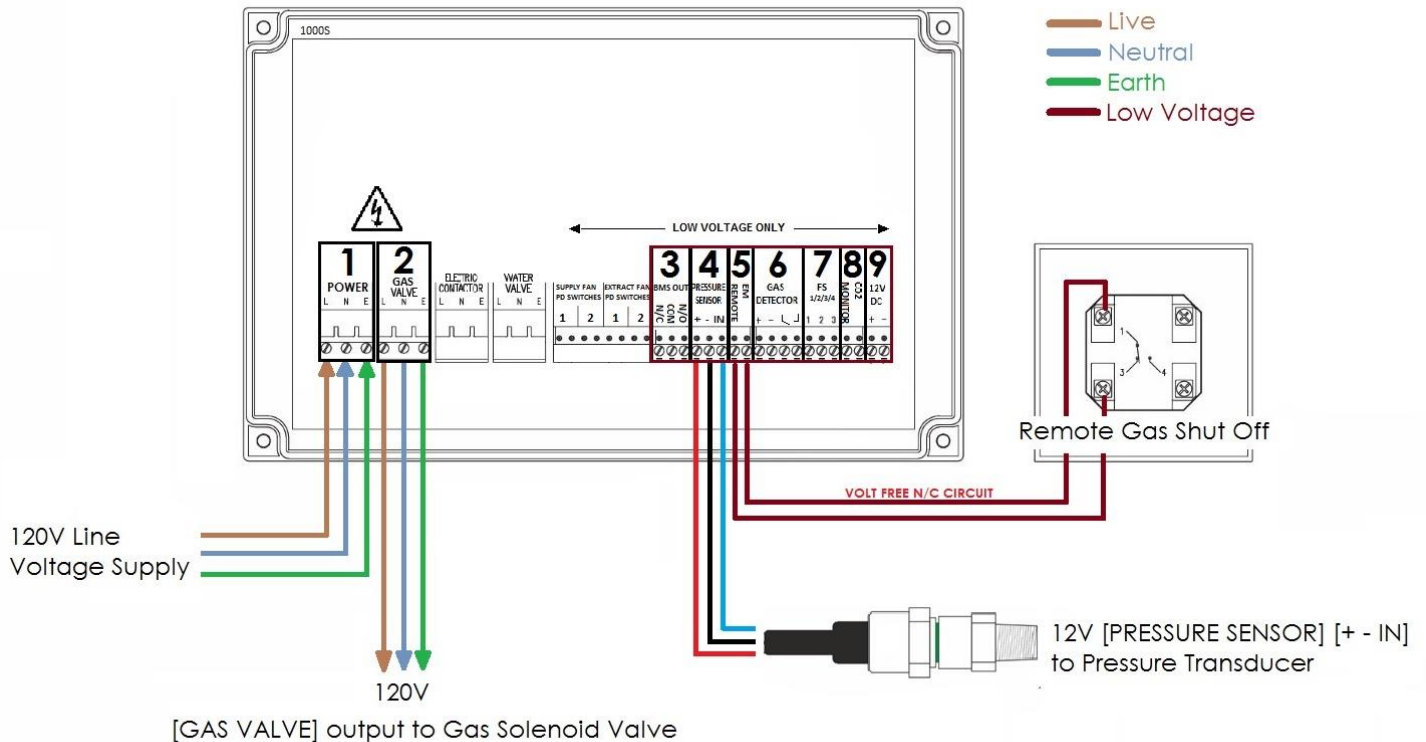 1000S
Live
Neutral
Earth
Low Voltage
LOW VOLTAGE ONLY
1
POWER
L N E
2
GAS
VALVE
L N E
ELECTRIC
CONTACTOR
L N E
WATER
VALVE
L N E
SUPPLY FAN
PD SWITCHES
1 2
EXTRACT FAN
PD SWITCHES
1 2
3
BMS OUT
N/C
COM
N/O
4
PRESSURE
SENSOR
+ - IN
5
REMOTE
EM
6
GAS
DETECTOR
+ -
7
FS
1/2/3/4
1 2 3
8
MONITOR
CO2
9
12V
DC
+ -
1
3
4
Remote Gas Shut Off
VOLT FREE N/C CIRCUIT
120V Line
Voltage Supply
120V
[GAS VALVE] output to Gas Solenoid Valve
12V [PRESSURE SENSOR] [+ - IN]
to Pressure Transducer